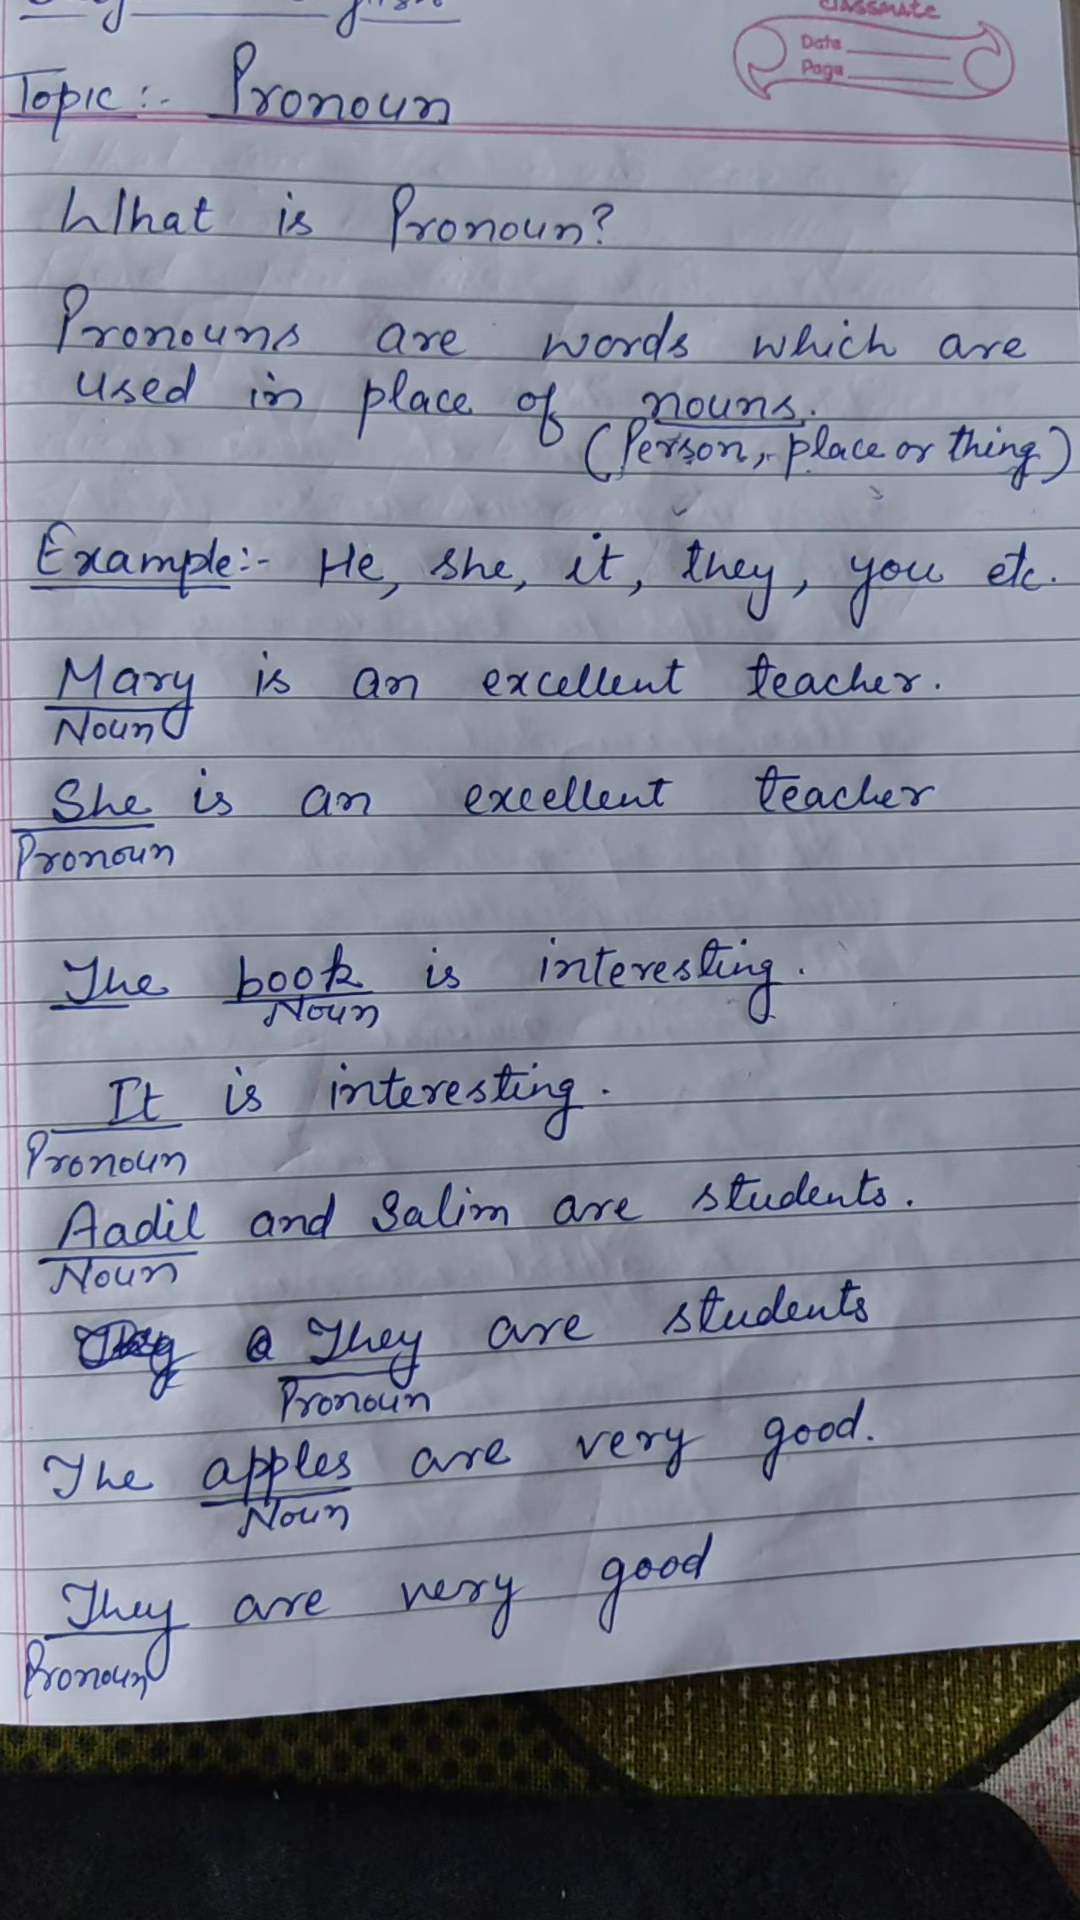 classmate
Date
Page
Topic:- Pronoun
What is Pronoun?
Pronouns are words which are
used in place of nouns.
(Person, place or thing)
Example:- He, she, it, they, you etc.
Mary is an excellent teacher.
Noun
She is an excellent teacher
Pronoun
The book is interesting.
Noun
It is interesting.
Pronoun
Aadil and Salim are students.
Noun
They are students
Pronoun
The apples are very good.
Noun
They are very good
Pronoun